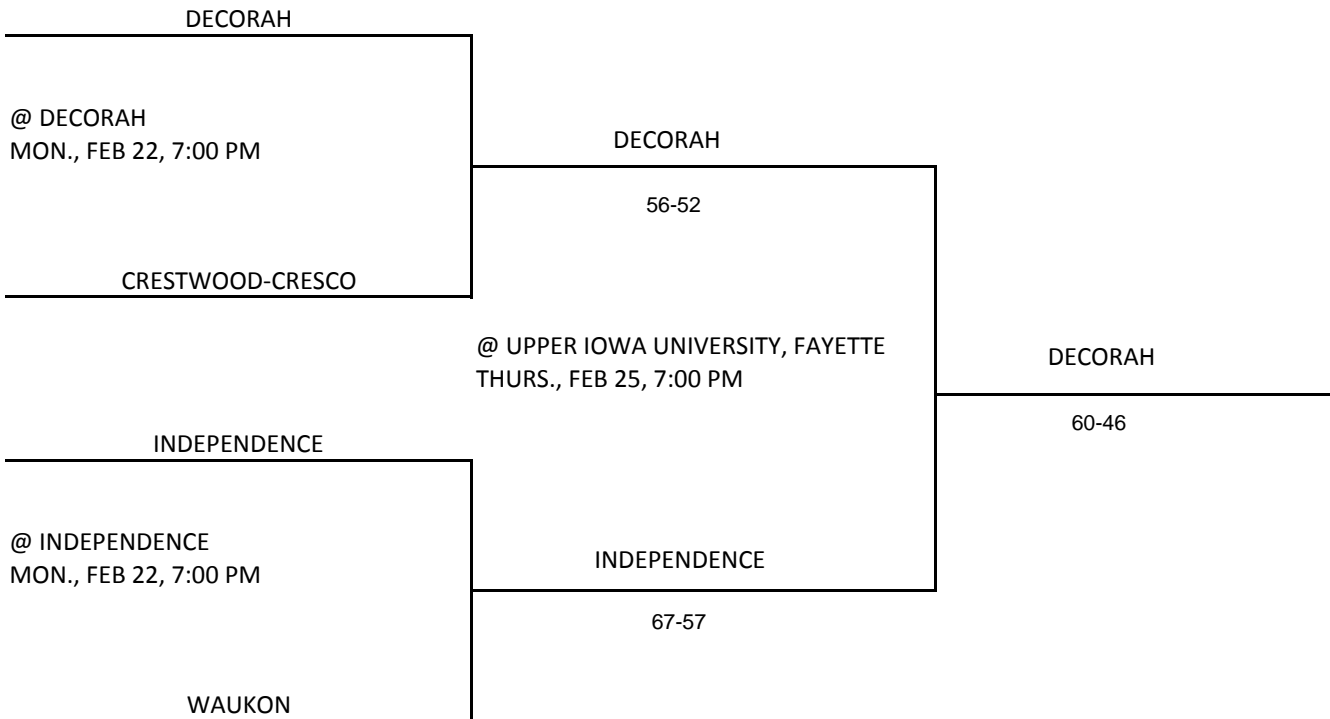 DECORAH
@ DECORAH
MON., FEB 22, 7:00 PM
DECORAH
56-52
CRESTWOOD-CRESCO
@ UPPER IOWA UNIVERSITY, FAYETTE
THURS., FEB 25, 7:00 PM
DECORAH
60-46
INDEPENDENCE
@ INDEPENDENCE
MON., FEB 22, 7:00 PM
INDEPENDENCE
67-57
WAUKON